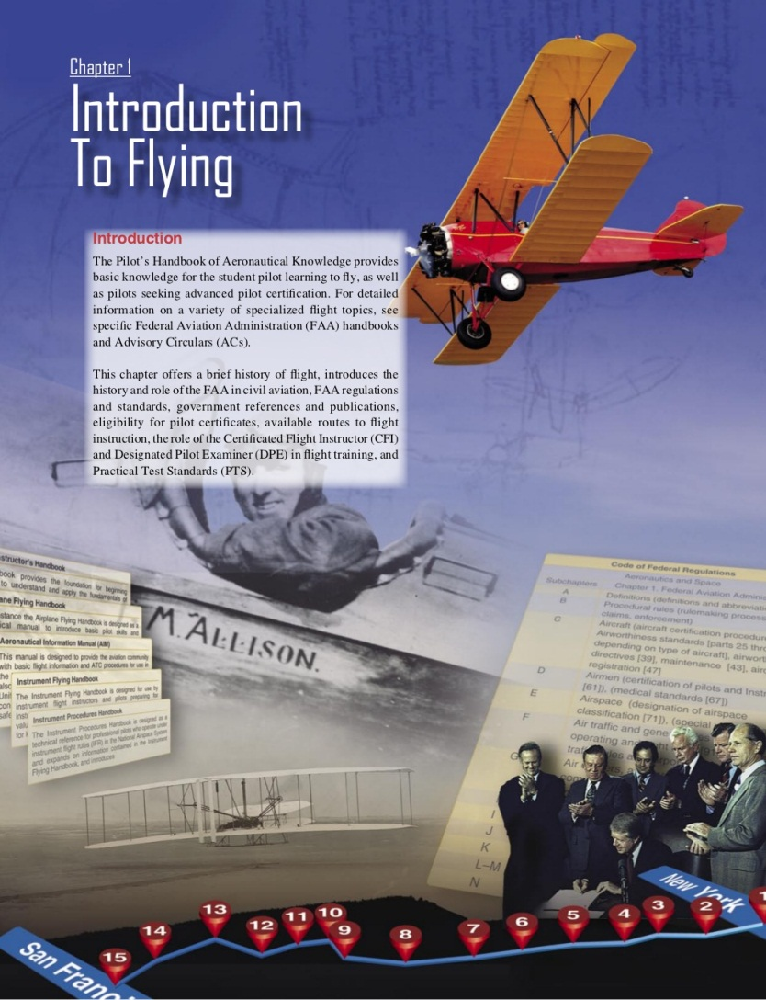 Chapter 1
Introduction
To Flying
Introduction
The Pilot's Handbook of Aeronautical Knowledge provides
basic knowledge for the student pilot learning to fly, as well
as pilots seeking advanced pilot certification. For detailed
information on a variety of specialized flight topics, see
specific Federal Aviation Administration (FAA) handbooks
and Advisory Circulars (ACs).
This chapter offers a brief history of flight, introduces the
history and role of the FAA in civil aviation, FAA regulations
and standards, government references and publications,
eligibility for pilot certificates, available routes to flight
instruction, the role of the Certificated Flight Instructor (CFI)
and Designated Pilot Examiner (DPE) in flight training, and
Practical Test Standards (PTS).
structor's Handbook
book provides the foundation for beginning
to understand and apply the fundamentals of
ane Flying Handbook
stance the Airplane Flying Handbook is designed as a
ical manual to introduce basic pilot skills and
Aeronautical Information Manual (AIM)
This manual is designed to provide the aviation community
with basic flight information and ATC procedures for use in
the
Instrument Flying Handbook
The Instrument Flying Handbook is designed for use by
instrument flight instructors and pilots preparing for
Instrument Procedures Handbook
The Instrument Procedures Handbook is designed as a
technical reference for professional pilots who operate under
instrument flight rules (IFR) in the National Airspace System
and expands on information contained in the Instrument
Flying Handbook, and introduces
M. ALLISON.
Code of Federal Regulations
Aeronautics and Space
Subchapters Chapter 1. Federal Aviation Adminis
A Definitions (definitions and abbreviati
B Procedural rules (rulemaking process
claims, enforcement)
C Aircraft (aircraft certification procedur
Airworthiness standards [parts 25 thr
depending on type of aircraft], airwor
directives [39], maintenance [43], airc
registration [47]
D Airmen (certification of pilots and Instr
[61]), (medical standards [67])
E Airspace (designation of airspace
classification [71]), (special
F Air traffic and gene
operating and
G Air
I
J
K
L–M
N
New York
San Franc
1
2
3
4
5
6
7
8
9
10
11
12
13
14
15